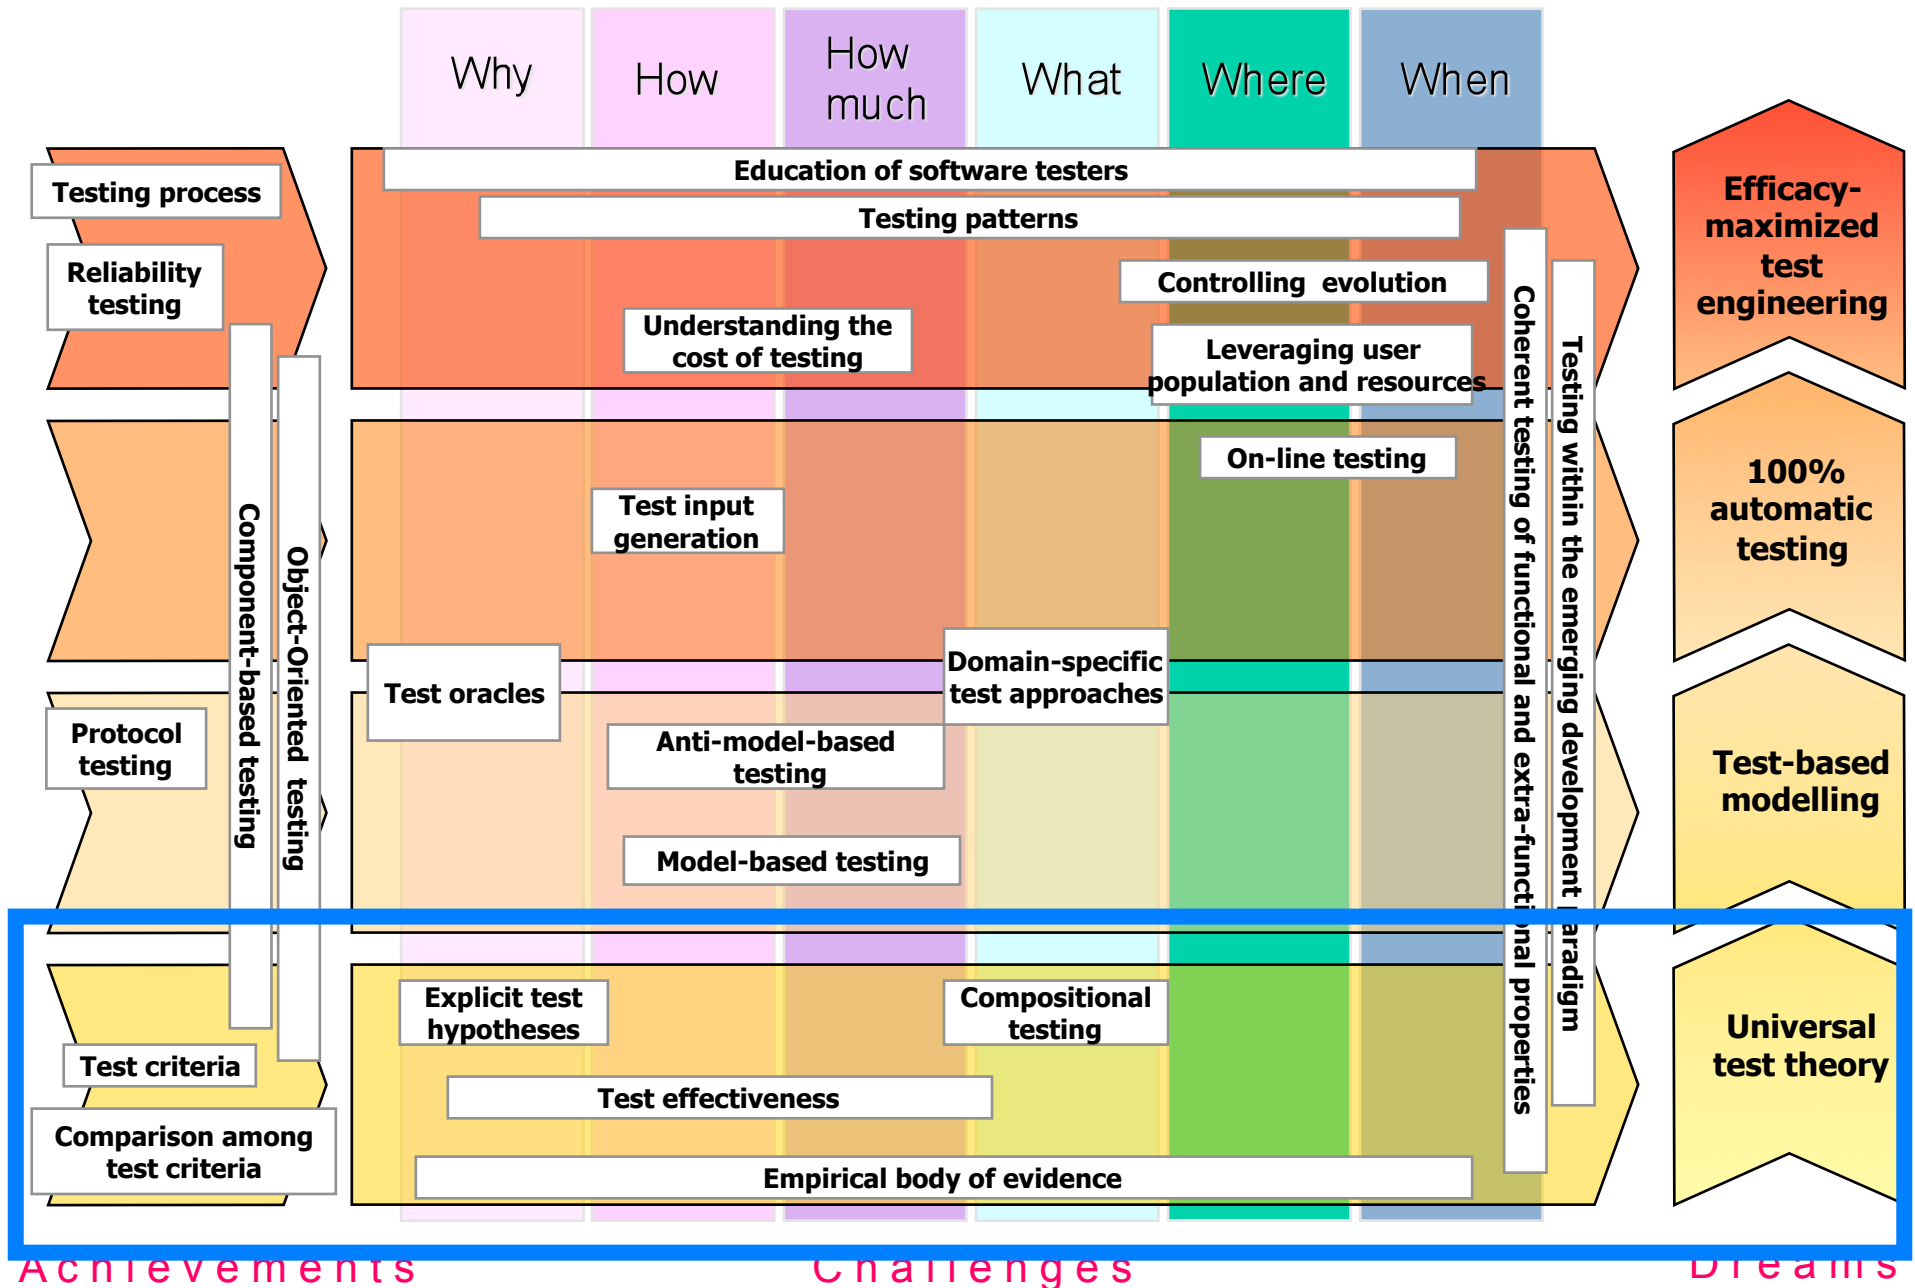 Why
How
How
much
What
Where
When
Testing process
Reliability
testing
Component-based testing
Object-Oriented testing
Protocol
testing
Test criteria
Comparison among
test criteria
Education of software testers
Testing patterns
Controlling evolution
Understanding the
cost of testing
Leveraging user
population and resources
On-line testing
Test input
generation
Test oracles
Domain-specific
test approaches
Anti-model-based
testing
Model-based testing
Explicit test
hypotheses
Compositional
testing
Test effectiveness
Empirical body of evidence
Coherent testing of functional and extra-functional properties
Testing within the emerging development paradigm
Efficacy-
maximized
test
engineering
100%
automatic
testing
Test-based
modelling
Universal
test theory
Achievements
Challenges
Dreams